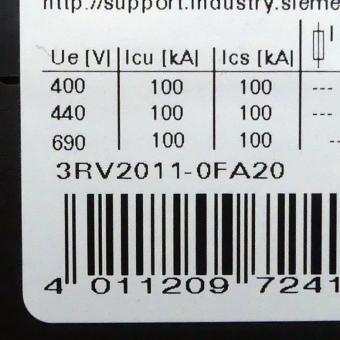 http://support.industry.sieme
Ue [V] Icu [kA] Ics [kA]
400 100 100 ---
440 100 100 ---
690 100 100 --
3RV2011-0FA20
4 011209 7241